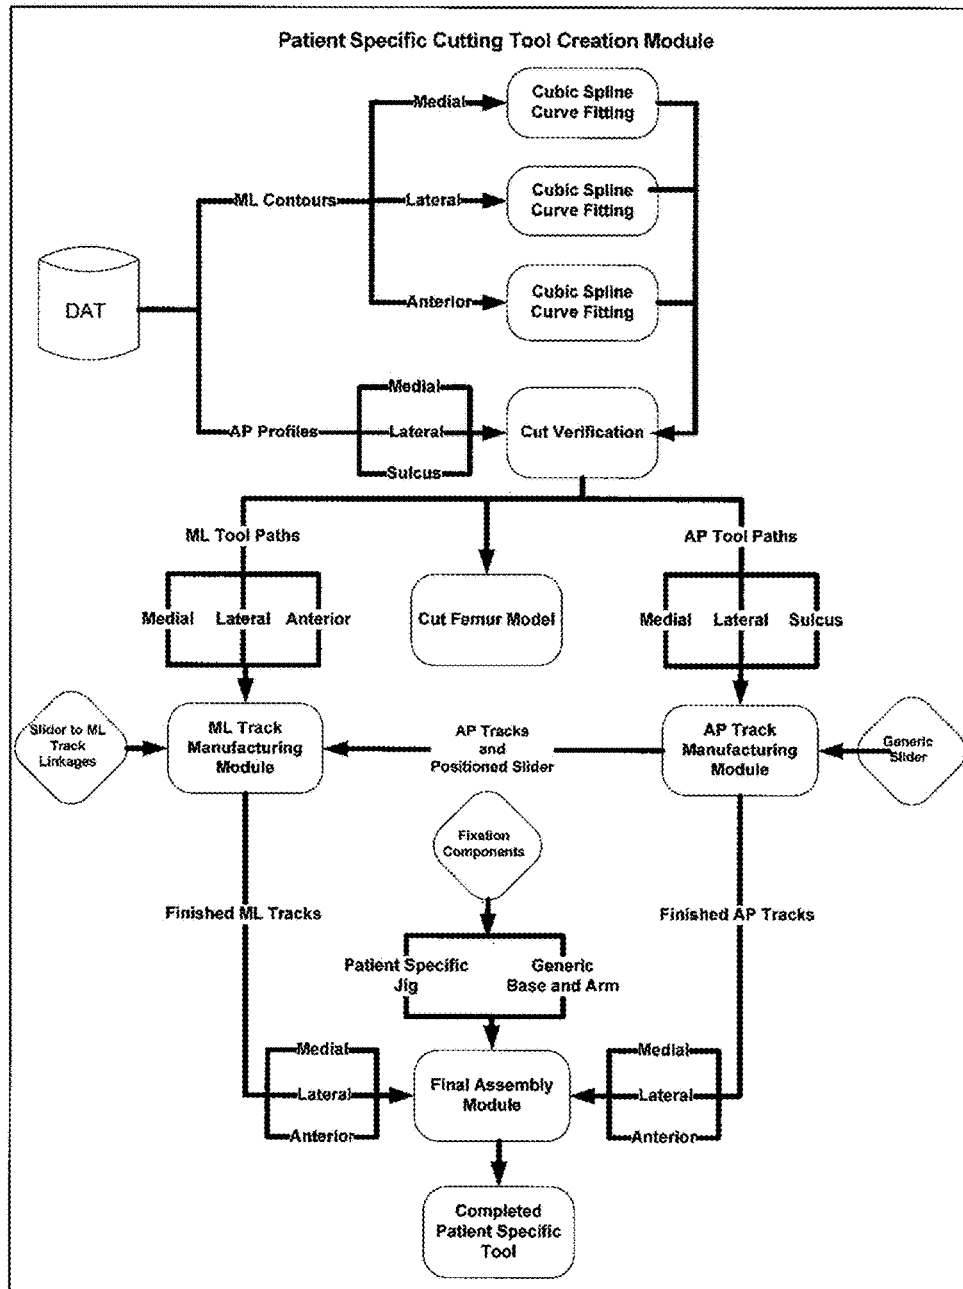 Patient Specific Cutting Tool Creation Module
Medial
Cubic Spline
Curve Fitting
ML Contours
Lateral
Cubic Spline
Curve Fitting
Anterior
Cubic Spline
Curve Fitting
DAT
Medial
AP Profiles
Lateral
Cut Verification
Sulcus
ML Tool Paths
AP Tool Paths
Medial
Lateral
Anterior
Cut Femur Model
Medial
Lateral
Sulcus
Slider to ML
Track
Linkages
ML Track
Manufacturing
Module
AP Tracks
and
Positioned Slider
AP Track
Manufacturing
Module
Generic
Slider
Fixation
Components
Finished ML Tracks
Finished AP Tracks
Patient Specific
Jig
Generic
Base and Arm
Medial
Lateral
Anterior
Final Assembly
Module
Medial
Lateral
Anterior
Completed
Patient Specific
Tool